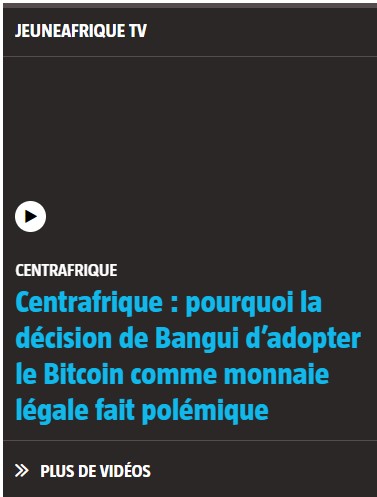 JEUNEAFRIQUE TV
CENTRAFRIQUE
Centrafrique : pourquoi la
décision de Bangui d’adopter
le Bitcoin comme monnaie
légale fait polémique
PLUS DE VIDÉOS